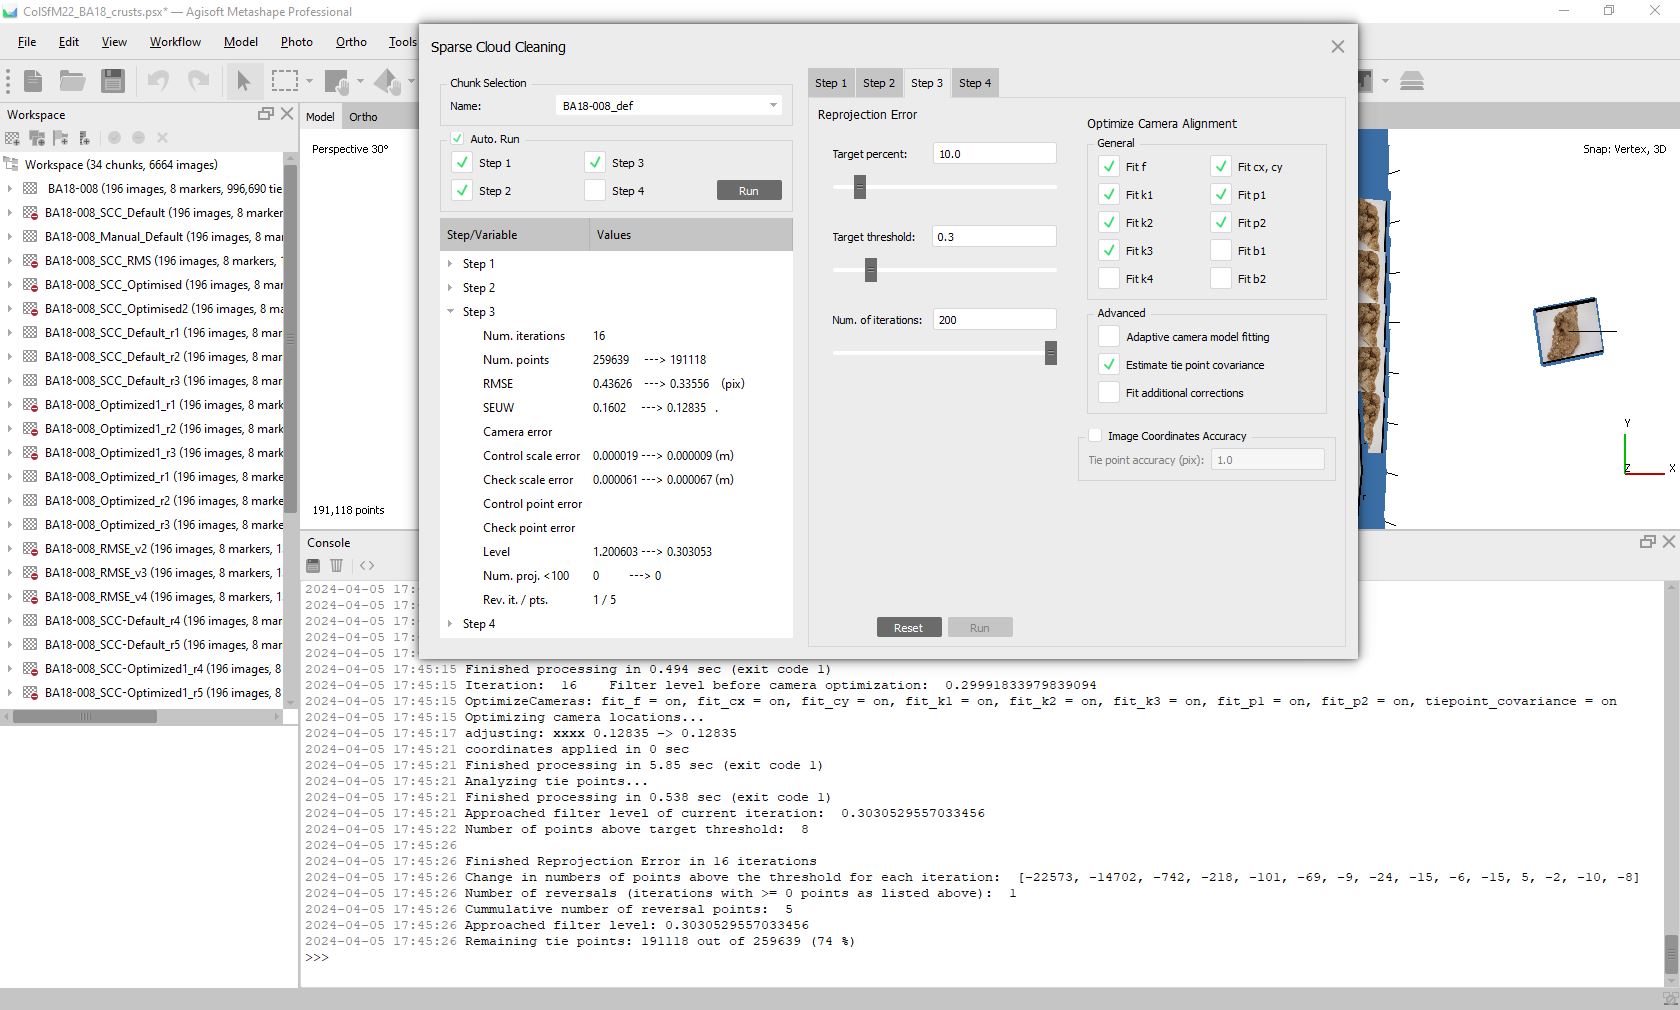 ColSfM22_BA18_crusts.psx* — Agisoft Metashape Professional
File Edit View Workflow Model Photo Ortho Tools
Workspace
Workspace (34 chunks, 6664 images)
BA18-008 (196 images, 8 markers, 996,690 tie
BA18-008_SCC_Default (196 images, 8 marker
BA18-008_Manual_Default (196 images, 8 ma
BA18-008_SCC_RMS (196 images, 8 markers, 1
BA18-008_SCC_Optimised (196 images, 8 mar
BA18-008_SCC_Optimised2 (196 images, 8 ma
BA18-008_SCC_Default_r1 (196 images, 8 mar
BA18-008_SCC_Default_r2 (196 images, 8 mar
BA18-008_SCC_Default_r3 (196 images, 8 mar
BA18-008_Optimized1_r1 (196 images, 8 mark
BA18-008_Optimized1_r2 (196 images, 8 mark
BA18-008_Optimized1_r3 (196 images, 8 mark
BA18-008_Optimized_r1 (196 images, 8 marke
BA18-008_Optimized_r2 (196 images, 8 marke
BA18-008_Optimized_r3 (196 images, 8 marke
BA18-008_RMSE_v2 (196 images, 8 markers, 1
BA18-008_RMSE_v3 (196 images, 8 markers, 1
BA18-008_RMSE_v4 (196 images, 8 markers, 1
BA18-008_SCC-Default_r4 (196 images, 8 mar
BA18-008_SCC-Default_r5 (196 images, 8 mar
BA18-008_SCC-Optimized1_r4 (196 images, 8
BA18-008_SCC-Optimized1_r5 (196 images, 8
Model Ortho
Perspective 30°
191,118 points
Snap: Vertex, 3D
Y
Z
X
Sparse Cloud Cleaning
Chunk Selection
Name: BA18-008_def
Auto. Run
Step 1 Step 3
Step 2 Step 4 Run
Step/Variable Values
Step 1
Step 2
Step 3
Num. iterations 16
Num. points 259639 ---> 191118
RMSE 0.43626 ---> 0.33556 (pix)
SEUW 0.1602 ---> 0.12835 .
Camera error
Control scale error 0.000019 ---> 0.000009 (m)
Check scale error 0.000061 ---> 0.000067 (m)
Control point error
Check point error
Level 1.200603 ---> 0.303053
Num. proj. <100 0 ---> 0
Rev. it. / pts. 1 / 5
Step 4
Step 1 Step 2 Step 3 Step 4
Reprojection Error
Target percent: 10.0
Target threshold: 0.3
Num. of iterations: 200
Reset Run
Optimize Camera Alignment
General
Fit f Fit cx, cy
Fit k1 Fit p1
Fit k2 Fit p2
Fit k3 Fit b1
Fit k4 Fit b2
Advanced
Adaptive camera model fitting
Estimate tie point covariance
Fit additional corrections
Image Coordinates Accuracy
Tie point accuracy (pix): 1.0
Console
2024-04-05 17:4
2024-04-05 17:4
2024-04-05 17:4
2024-04-05 17:4
2024-04-05 17:4
2024-04-05 17:45:15 Finished processing in 0.494 sec (exit code 1)
2024-04-05 17:45:15 Iteration: 16 Filter level before camera optimization: 0.29991833979839094
2024-04-05 17:45:15 OptimizeCameras: fit_f = on, fit_cx = on, fit_cy = on, fit_k1 = on, fit_k2 = on, fit_k3 = on, fit_p1 = on, fit_p2 = on, tiepoint_covariance = on
2024-04-05 17:45:15 Optimizing camera locations...
2024-04-05 17:45:17 adjusting: xxxx 0.12835 -> 0.12835
2024-04-05 17:45:21 coordinates applied in 0 sec
2024-04-05 17:45:21 Finished processing in 5.85 sec (exit code 1)
2024-04-05 17:45:21 Analyzing tie points...
2024-04-05 17:45:21 Finished processing in 0.538 sec (exit code 1)
2024-04-05 17:45:21 Approached filter level of current iteration: 0.3030529557033456
2024-04-05 17:45:22 Number of points above target threshold: 8
2024-04-05 17:45:26
2024-04-05 17:45:26 Finished Reprojection Error in 16 iterations
2024-04-05 17:45:26 Change in numbers of points above the threshold for each iteration: [-22573, -14702, -742, -218, -101, -69, -9, -24, -15, -6, -15, 5, -2, -10, -8]
2024-04-05 17:45:26 Number of reversals (iterations with >= 0 points as listed above): 1
2024-04-05 17:45:26 Cummulative number of reversal points: 5
2024-04-05 17:45:26 Approached filter level: 0.3030529557033456
2024-04-05 17:45:26 Remaining tie points: 191118 out of 259639 (74 %)
>>>